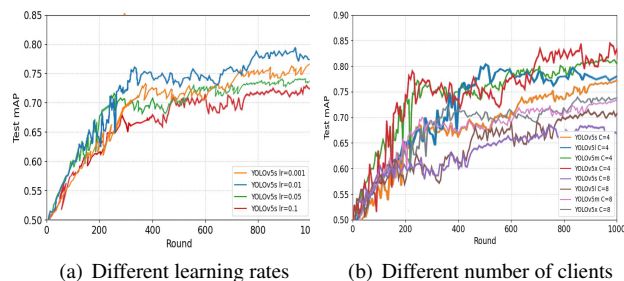 0.85
0.80
0.75
0.70
0.65
0.60
0.55
0.50
Test mAP
0 200 400 600 800 1000
Round
YOLOv5s lr=0.001
YOLOv5s lr=0.01
YOLOv5s lr=0.05
YOLOv5s lr=0.1
(a) Different learning rates
0.90
0.85
0.80
0.75
0.70
0.65
0.60
0.55
0.50
Test mAP
0 200 400 600 800 1000
Round
YOLOv5s C=4
YOLOv5l C=4
YOLOv5m C=4
YOLOv5x C=4
YOLOv5s C=8
YOLOv5l C=8
YOLOv5m C=8
YOLOv5x C=8
(b) Different number of clients